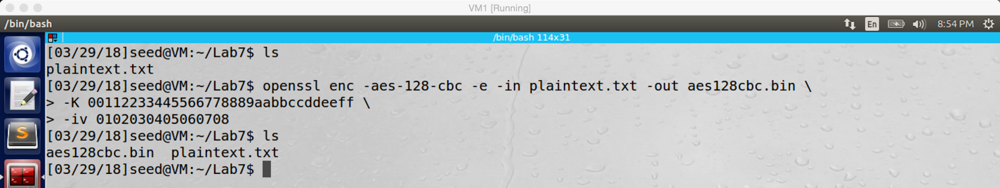 VM1 [Running]
/bin/bash
En
8:54 PM
/bin/bash 114x31
[03/29/18]seed@VM:~/Lab7$ ls
plaintext.txt
[03/29/18]seed@VM:~/Lab7$ openssl enc -aes-128-cbc -e -in plaintext.txt -out aes128cbc.bin \
> -K 00112233445566778889aabbccddeeff \
> -iv 0102030405060708
[03/29/18]seed@VM:~/Lab7$ ls
aes128cbc.bin  plaintext.txt
[03/29/18]seed@VM:~/Lab7$